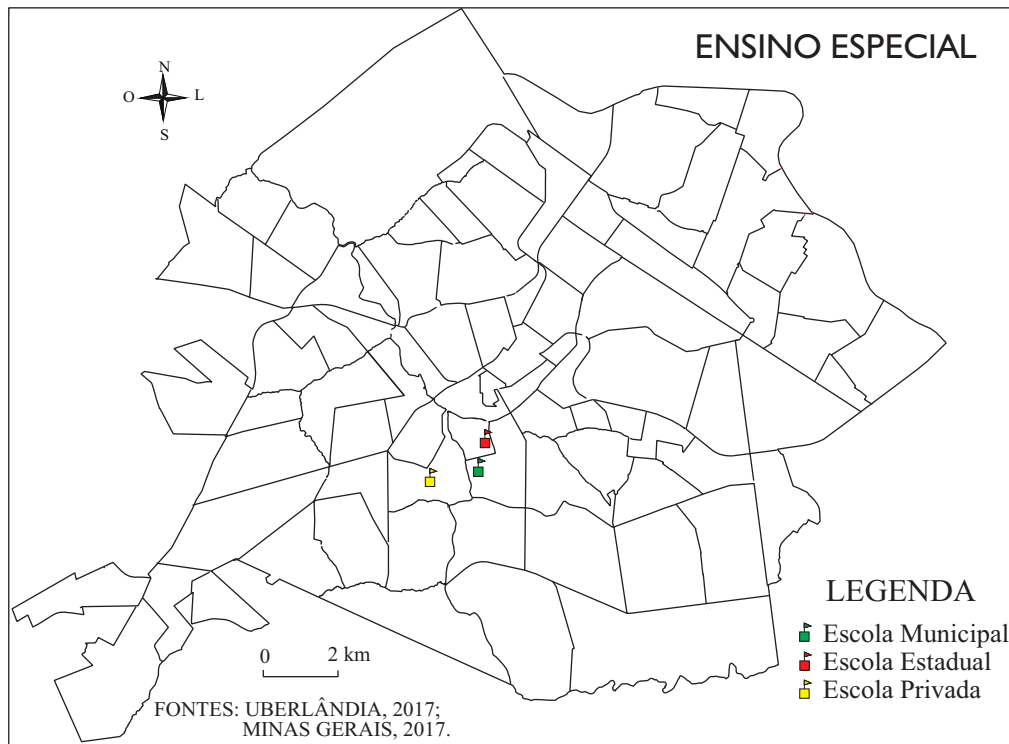 ENSINO ESPECIAL
N
O L
S
LEGENDA
Escola Municipal
Escola Estadual
Escola Privada
0 2 km
FONTES: UBERLÂNDIA, 2017;
MINAS GERAIS, 2017.